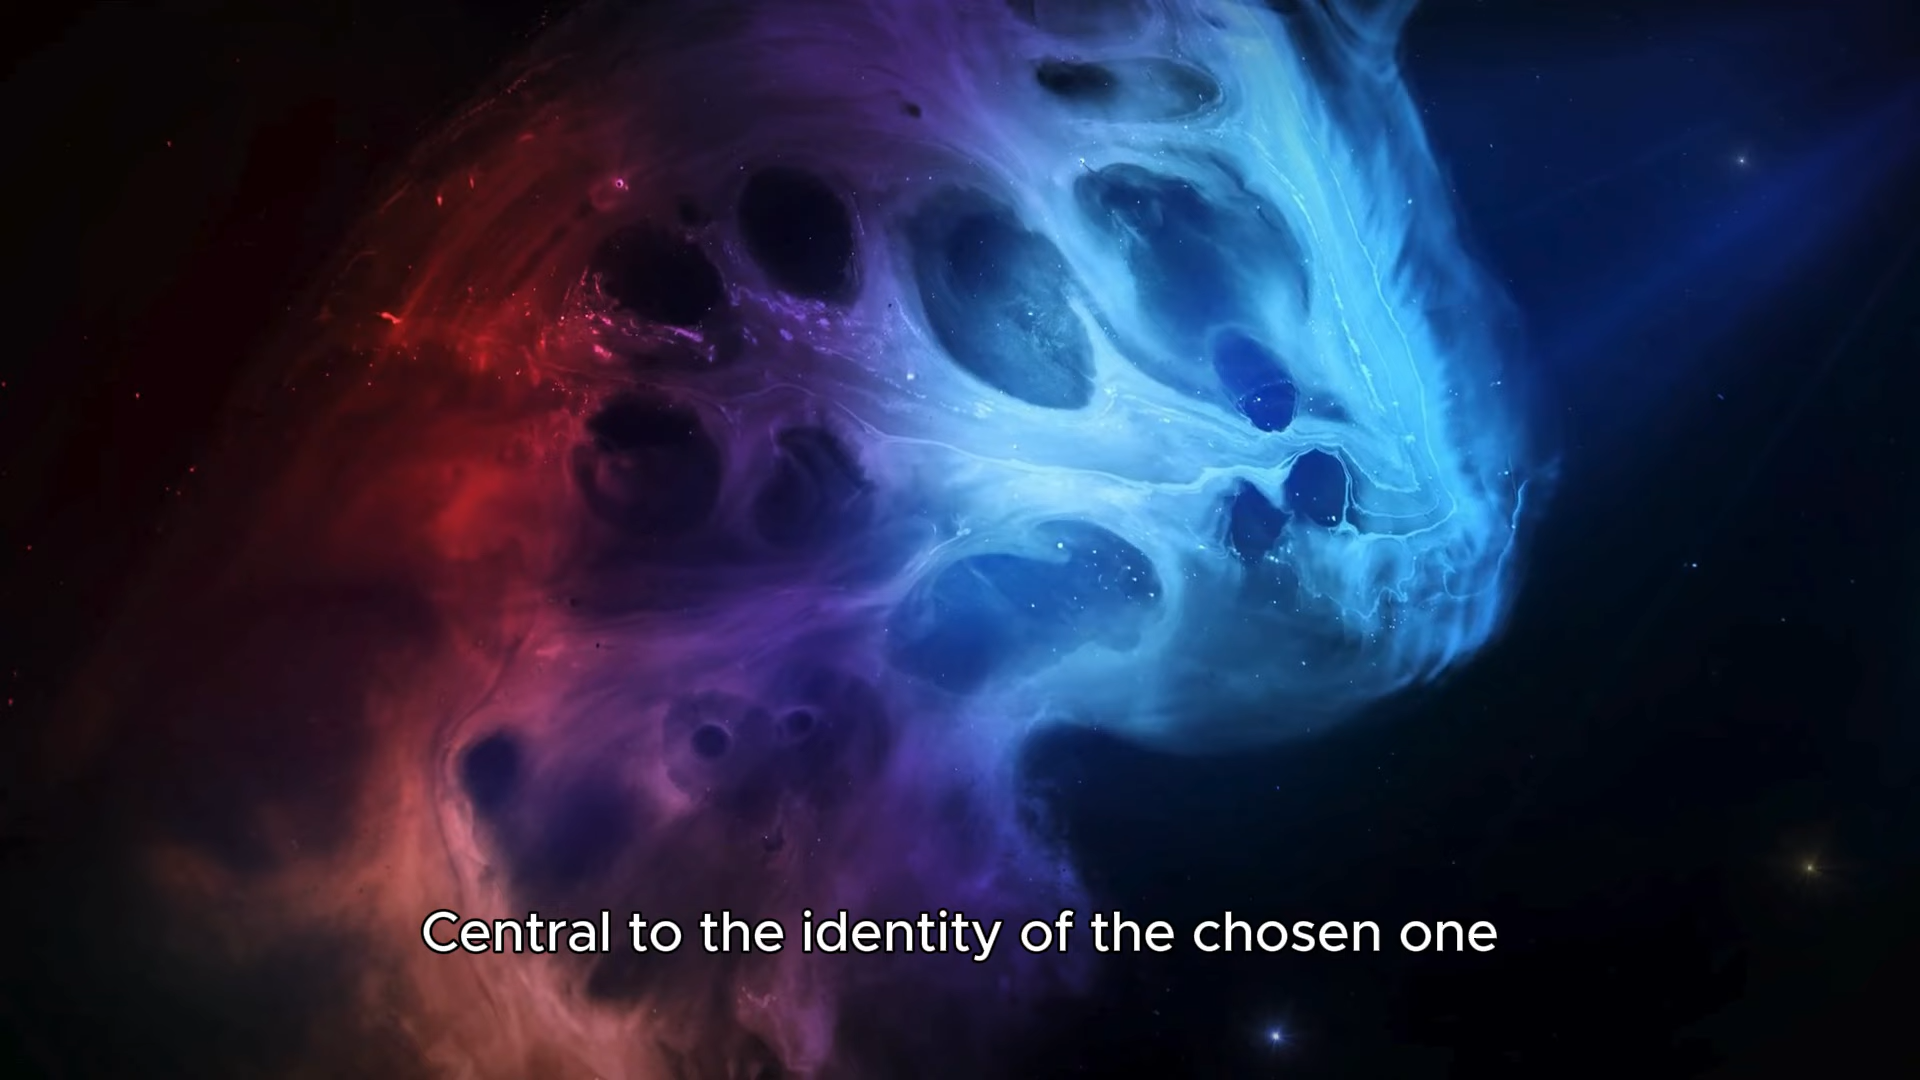 Central to the identity of the chosen one